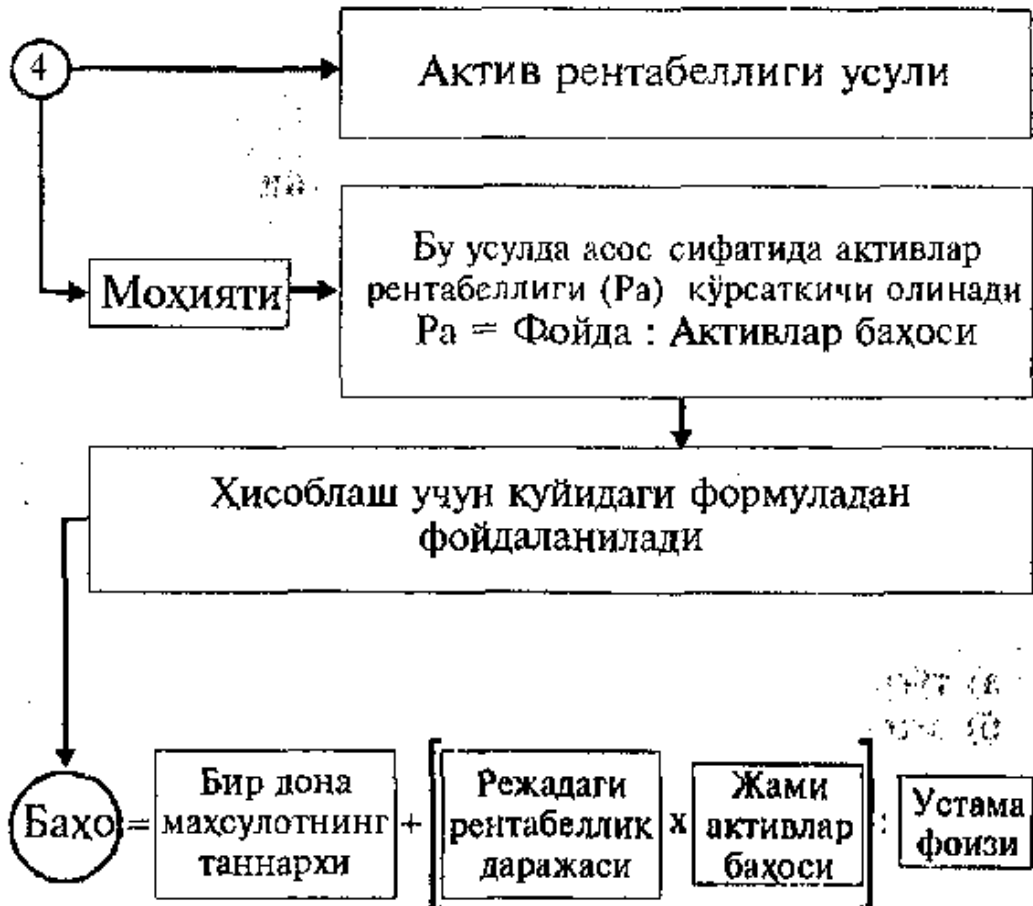 4
Актив рентабеллиги усули
Моҳияти
Бу усулда асос сифатида активлар
рентабеллиги (Ра) кўрсаткичи олинади
Ра = Фойда : Активлар баҳоси
Ҳисоблаш учун қуйидаги формуладан
фойдаланилади
Баҳо =
Бир дона
маҳсулотнинг
таннархи
+ [
Режадаги
рентабеллик
даражаси
х
Жами
активлар
баҳоси
] :
Устама
фоизи